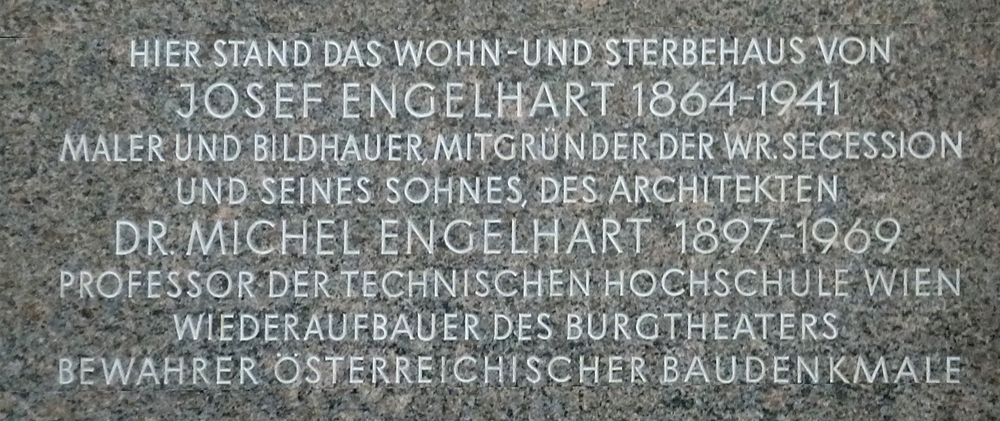 HIER STAND DAS WOHN-UND STERBEHAUS VON
JOSEF ENGELHART 1864-1941
MALER UND BILDHAUER, MITGRÜNDER DER WR. SECESSION
UND SEINES SOHNES, DES ARCHITEKTEN
DR. MICHEL ENGELHART 1897-1969
PROFESSOR DER TECHNISCHEN HOCHSCHULE WIEN
WIEDERAUFBAUER DES BURGTHEATERS
BEWAHRER ÖSTERREICHISCHER BAUDENKMALE